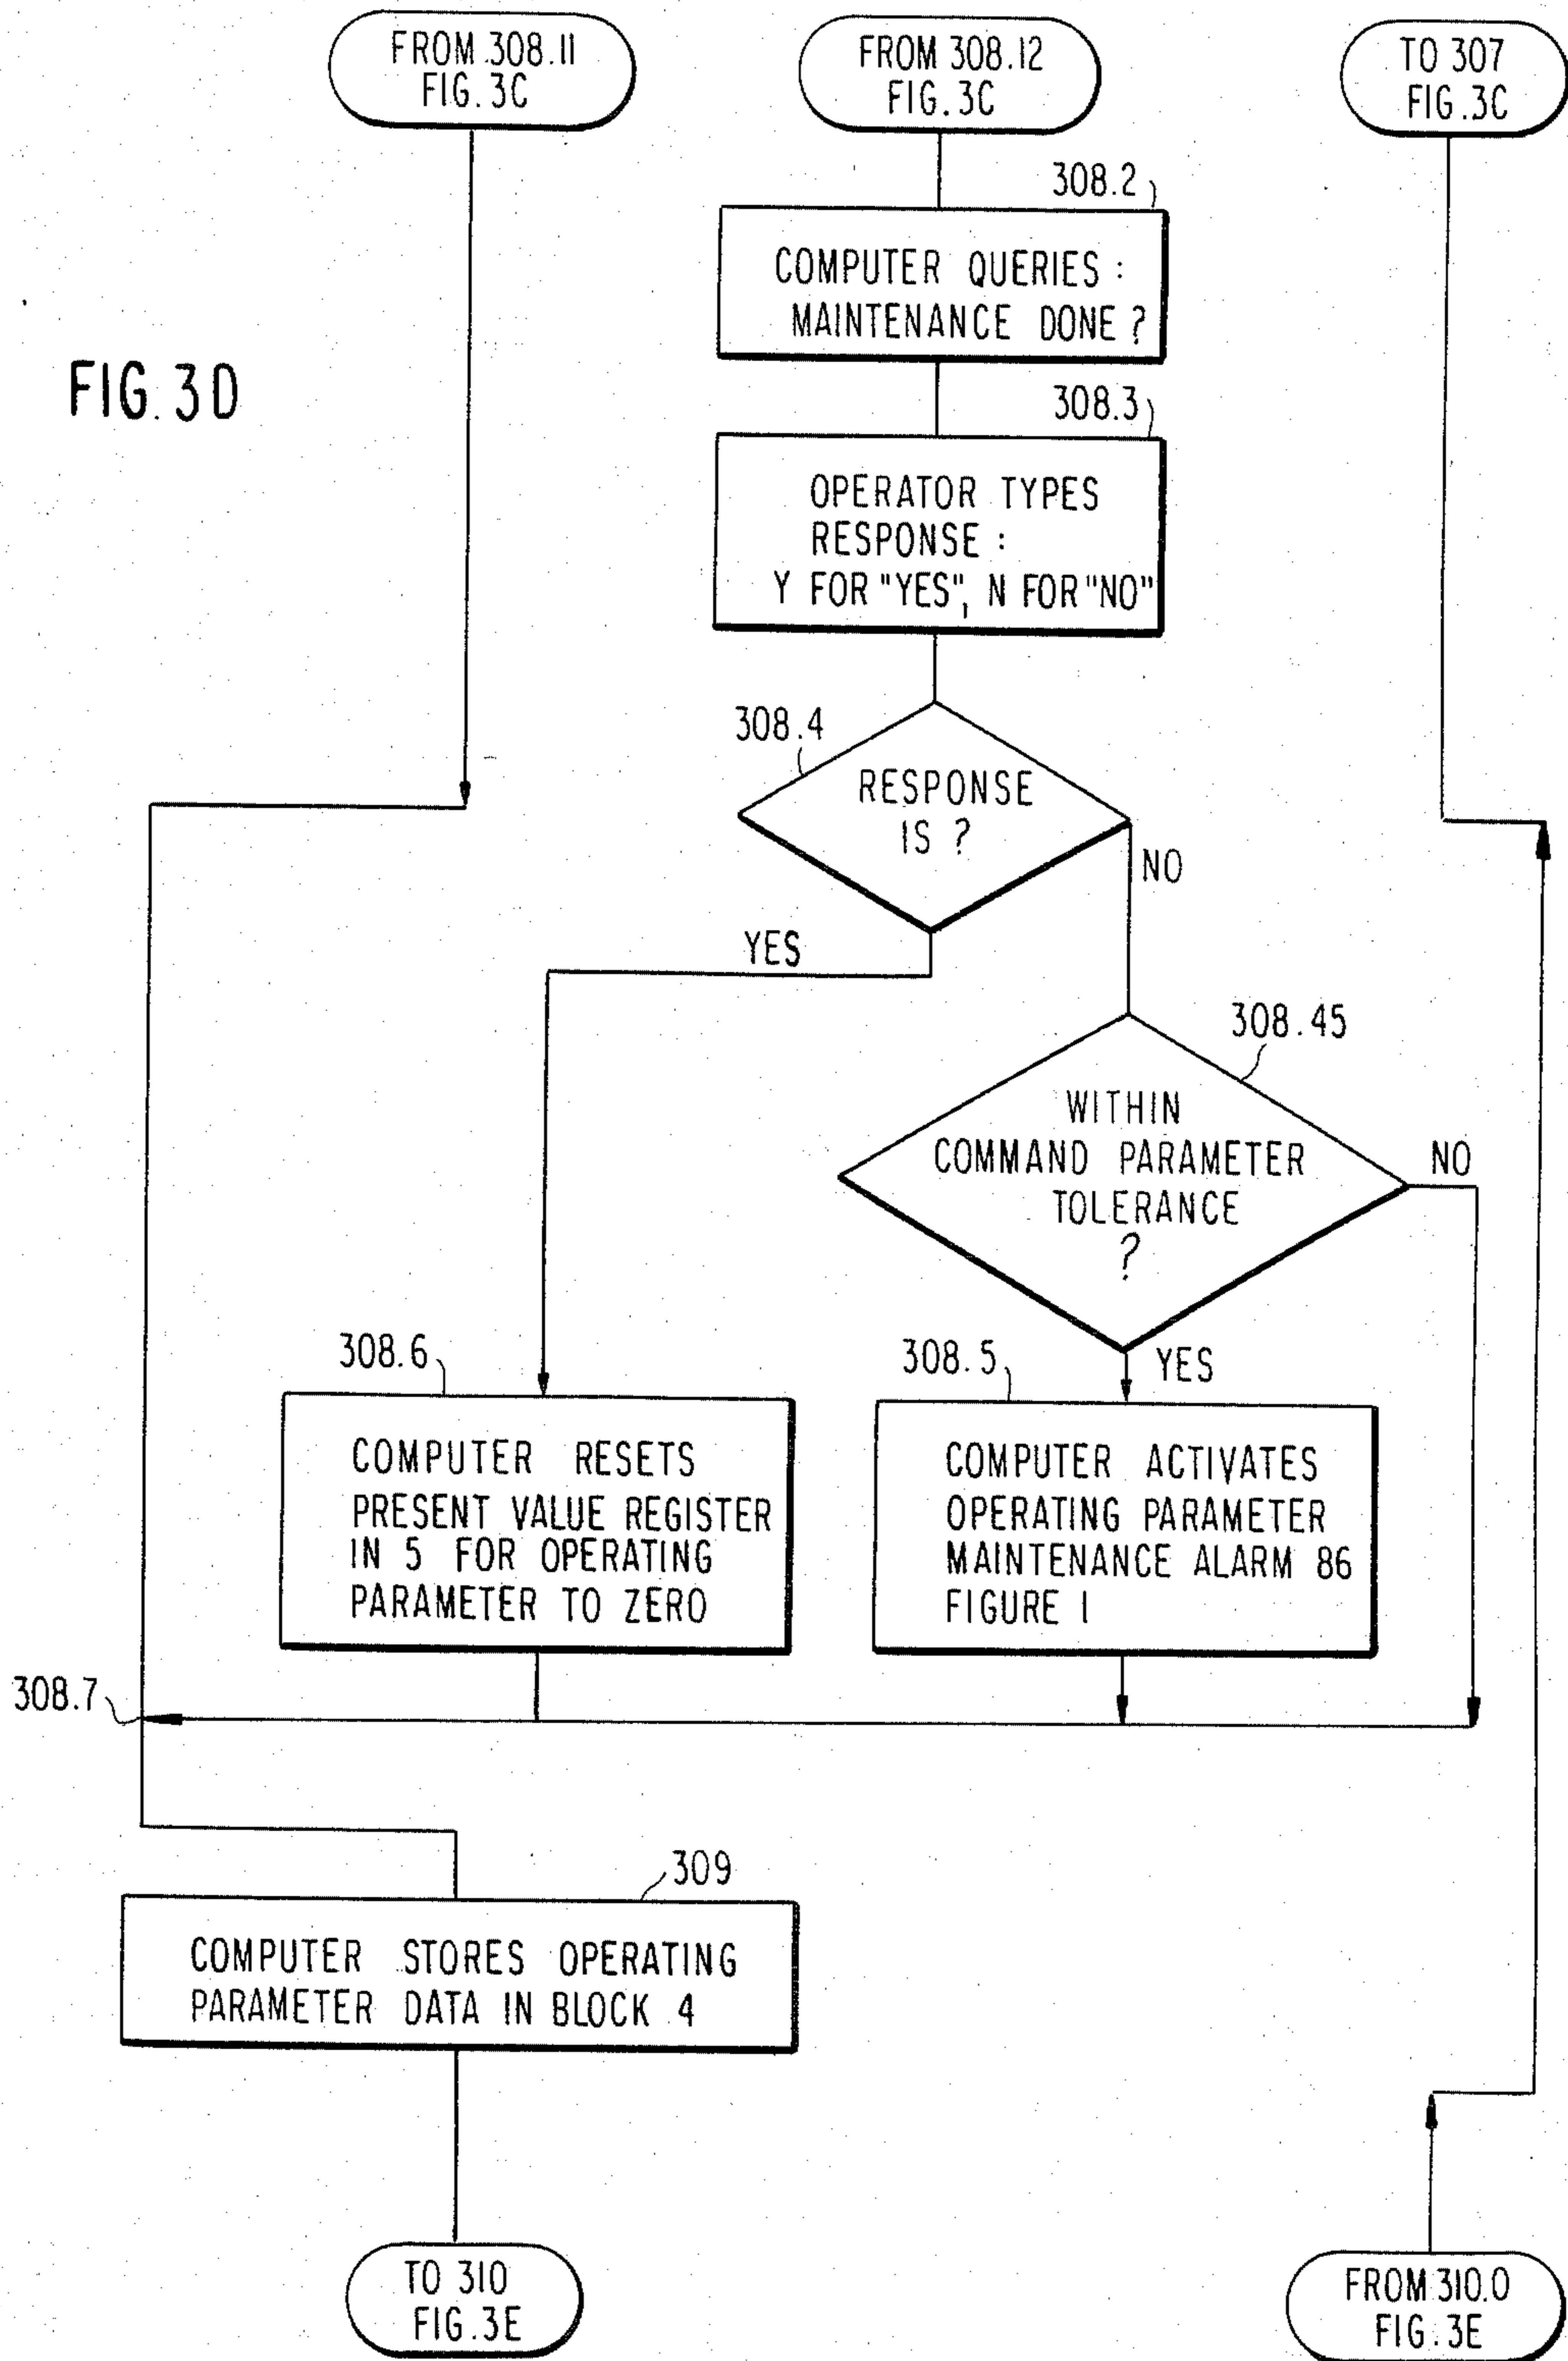 FROM 308.11
FIG. 3C
FROM 308.12
FIG. 3C
TO 307
FIG. 3C
308.2
COMPUTER QUERIES :
MAINTENANCE DONE ?
FIG. 3D
308.3
OPERATOR TYPES
RESPONSE :
Y FOR "YES", N FOR "NO"
308.4
RESPONSE
IS ?
NO
YES
308.45
WITHIN
COMMAND PARAMETER
TOLERANCE
?
NO
YES
308.6
COMPUTER RESETS
PRESENT VALUE REGISTER
IN 5 FOR OPERATING
PARAMETER TO ZERO
308.5
COMPUTER ACTIVATES
OPERATING PARAMETER
MAINTENANCE ALARM 86
FIGURE 1
308.7
309
COMPUTER STORES OPERATING
PARAMETER DATA IN BLOCK 4
TO 310
FIG. 3E
FROM 310.0
FIG. 3E